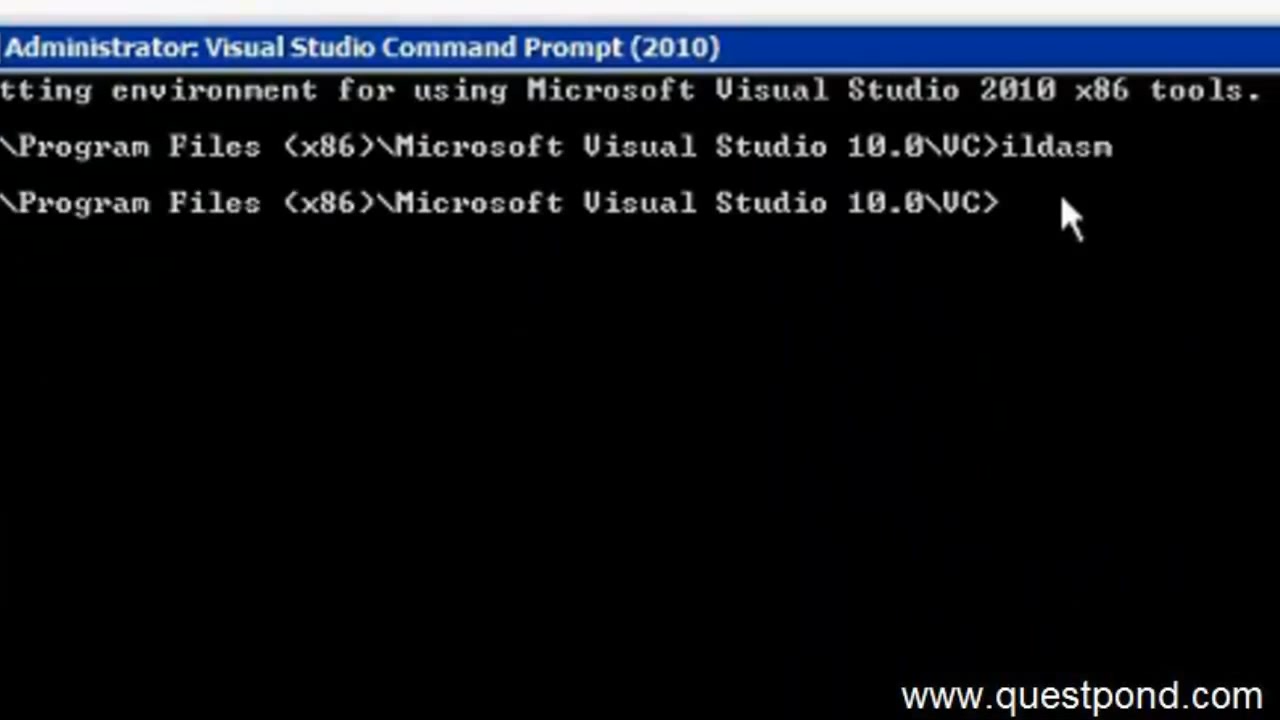 Administrator: Visual Studio Command Prompt (2010)
tting environment for using Microsoft Visual Studio 2010 x86 tools.
\Program Files (x86)\Microsoft Visual Studio 10.0\VC>ildasm
\Program Files (x86)\Microsoft Visual Studio 10.0\VC>
www.questpond.com